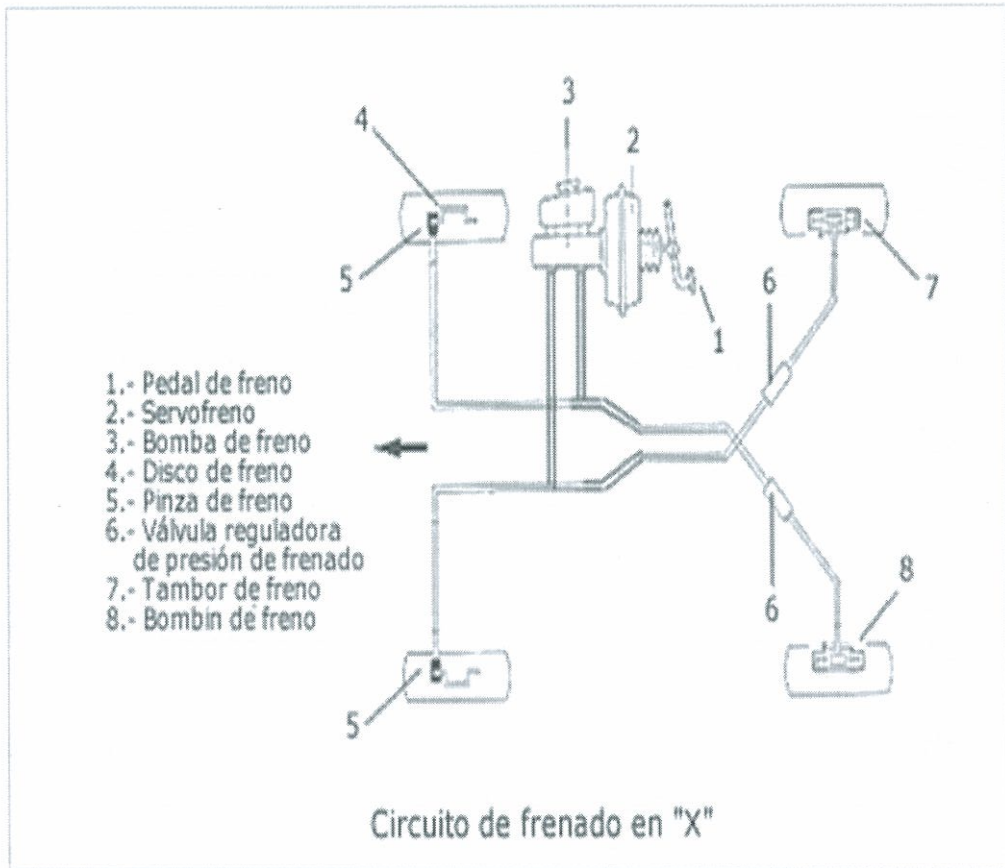 3
4
2
5
6
7
1
1.- Pedal de freno
2.- Servofreno
3.- Bomba de freno
4.- Disco de freno
5.- Pinza de freno
6.- Válvula reguladora
de presión de frenado
7.- Tambor de freno
8.- Bombin de freno
8
6
5
Circuito de frenado en "X"